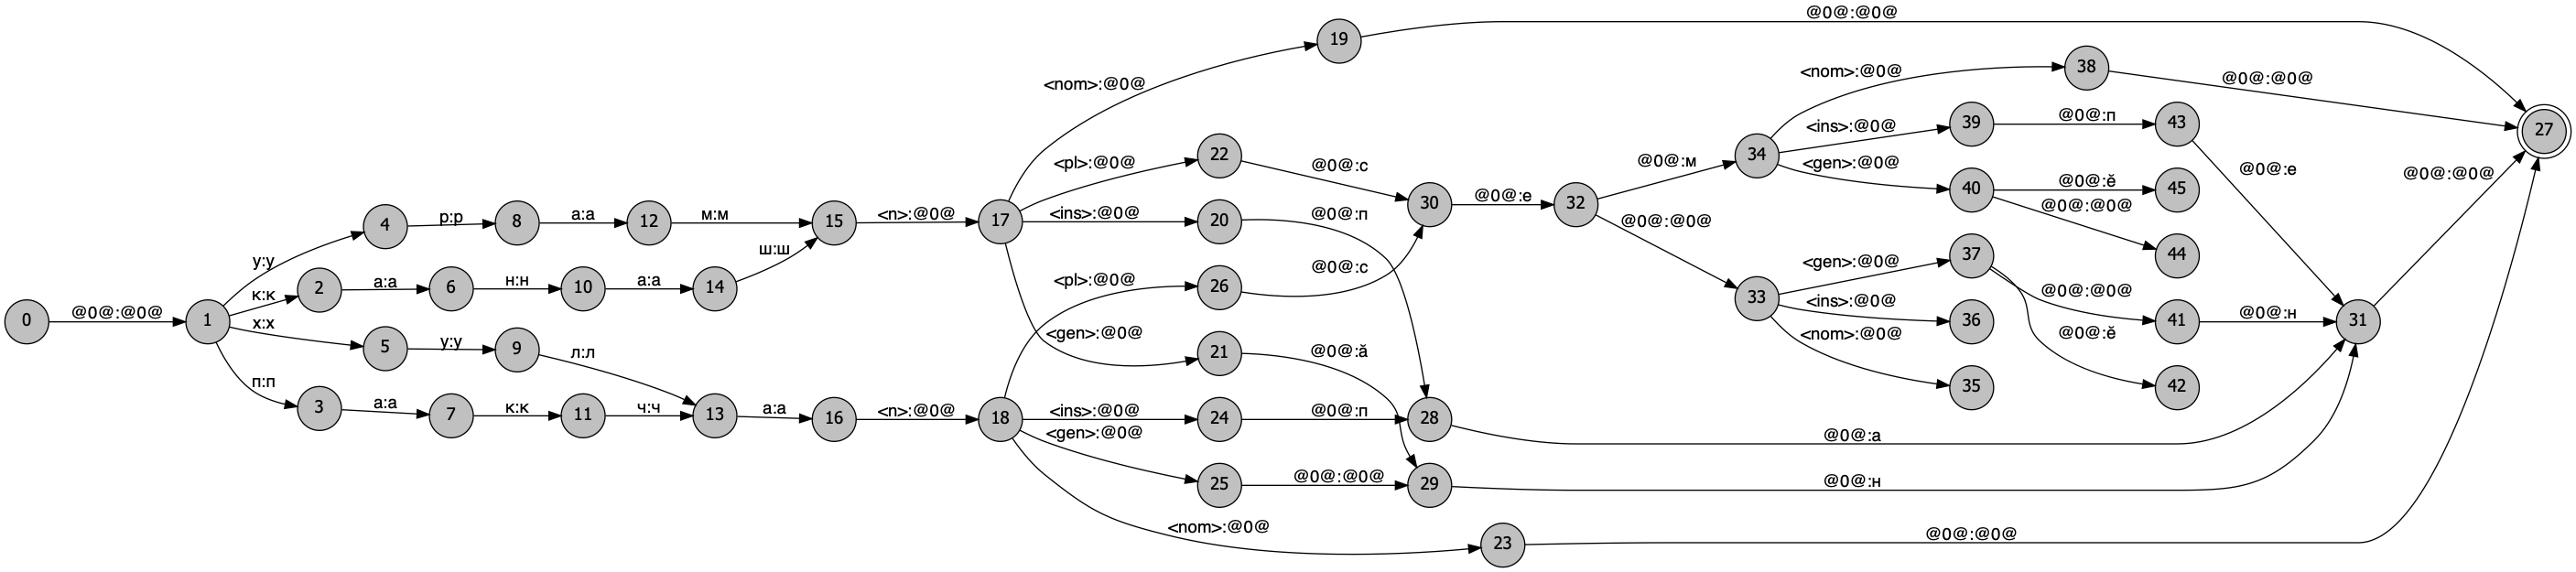 @0@:@0@
19
<nom>:@0@
38
<nom>:@0@
@0@:@0@
<ins>:@0@
39
@0@:п
43
27
<pl>:@0@
22
@0@:с
@0@:м
34
<gen>:@0@
40
@0@:ĕ
45
@0@:е
@0@:@0@
4
р:р
8
а:а
12
м:м
15
<n>:@0@
17
<ins>:@0@
20
@0@:п
30
@0@:е
32
@0@:@0@
@0@:@0@
44
у:у
ш:ш
к:к
2
а:а
6
н:н
10
а:а
14
<pl>:@0@
26
@0@:с
33
<gen>:@0@
37
@0@:@0@
0
@0@:@0@
1
х:х
5
у:у
9
л:л
<gen>:@0@
21
@0@:ă
<ins>:@0@
36
<nom>:@0@
35
41
@0@:н
31
@0@:ĕ
42
п:п
3
а:а
7
к:к
11
ч:ч
13
а:а
16
<n>:@0@
18
<ins>:@0@
24
@0@:п
28
@0@:а
<gen>:@0@
25
@0@:@0@
29
@0@:н
<nom>:@0@
23
@0@:@0@